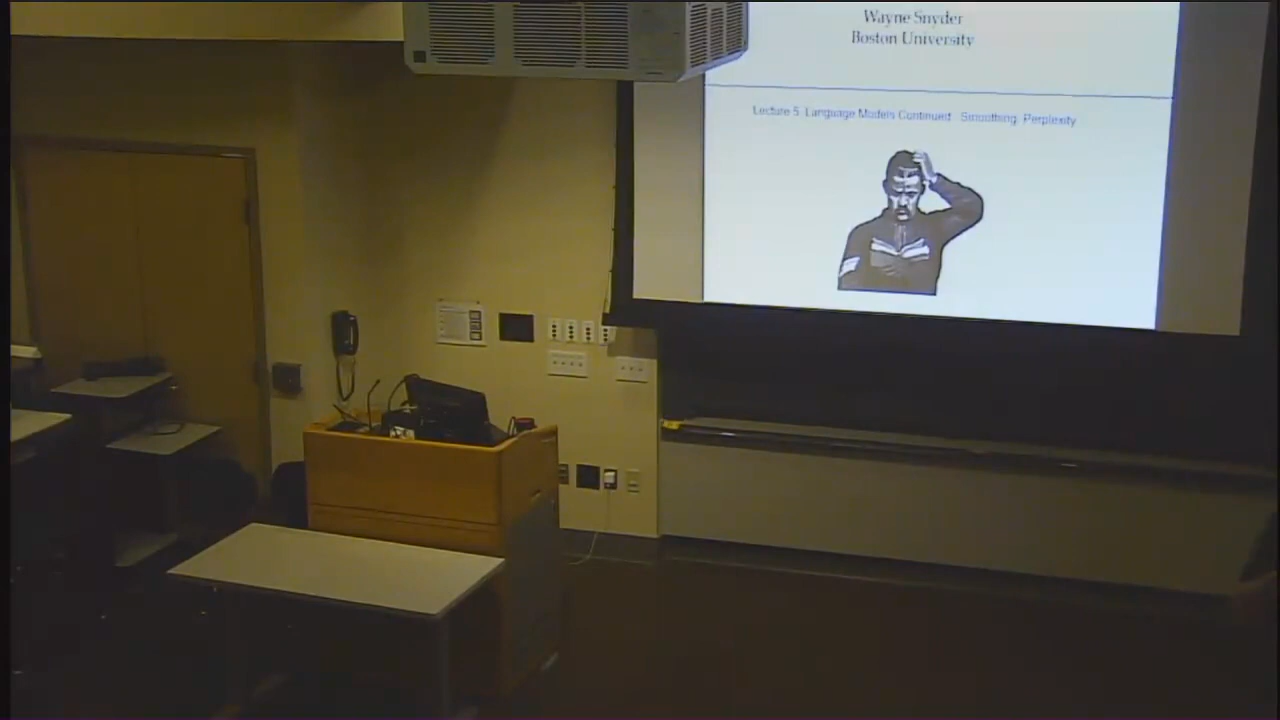 Wayne Snyder
Boston University
Lecture 5: Language Models Continued: Smoothing, Perplexity